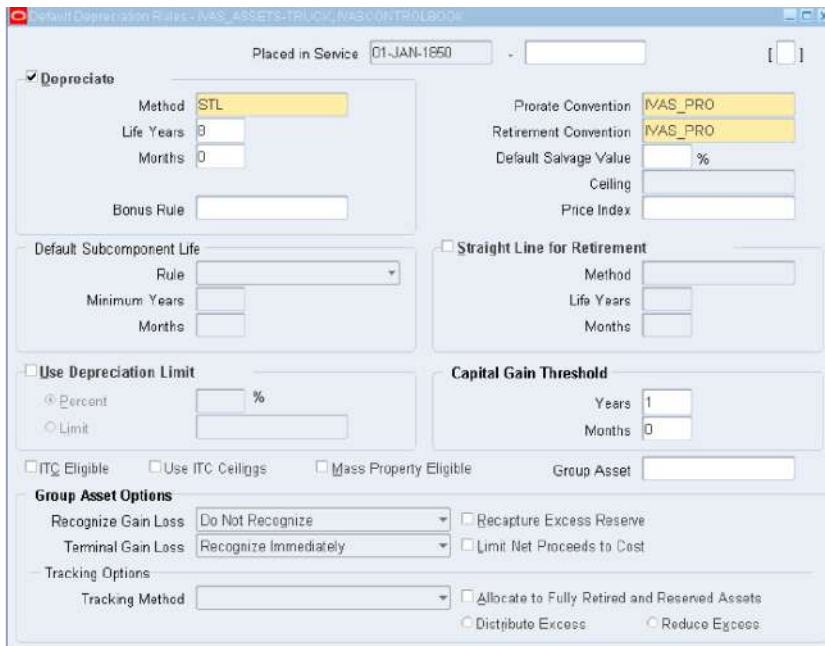 Default Depreciation Rules - IVAS_ASSETS-TRUCK, IVASCONTROLBOOK
Placed in Service 01-JAN-1850 - [ ]
Depreciate
Method STL
Life Years 8
Months 0
Bonus Rule
Prorate Convention IVAS_PRO
Retirement Convention IVAS_PRO
Default Salvage Value %
Ceiling
Price Index
Default Subcomponent Life
Rule
Minimum Years
Months
Straight Line for Retirement
Method
Life Years
Months
Use Depreciation Limit
Percent %
Limit
Capital Gain Threshold
Years 1
Months 0
ITC Eligible Use ITC Ceilings Mass Property Eligible Group Asset
Group Asset Options
Recognize Gain Loss Do Not Recognize Recapture Excess Reserve
Terminal Gain Loss Recognize Immediately Limit Net Proceeds to Cost
Tracking Options
Tracking Method Allocate to Fully Retired and Reserved Assets
Distribute Excess Reduce Excess